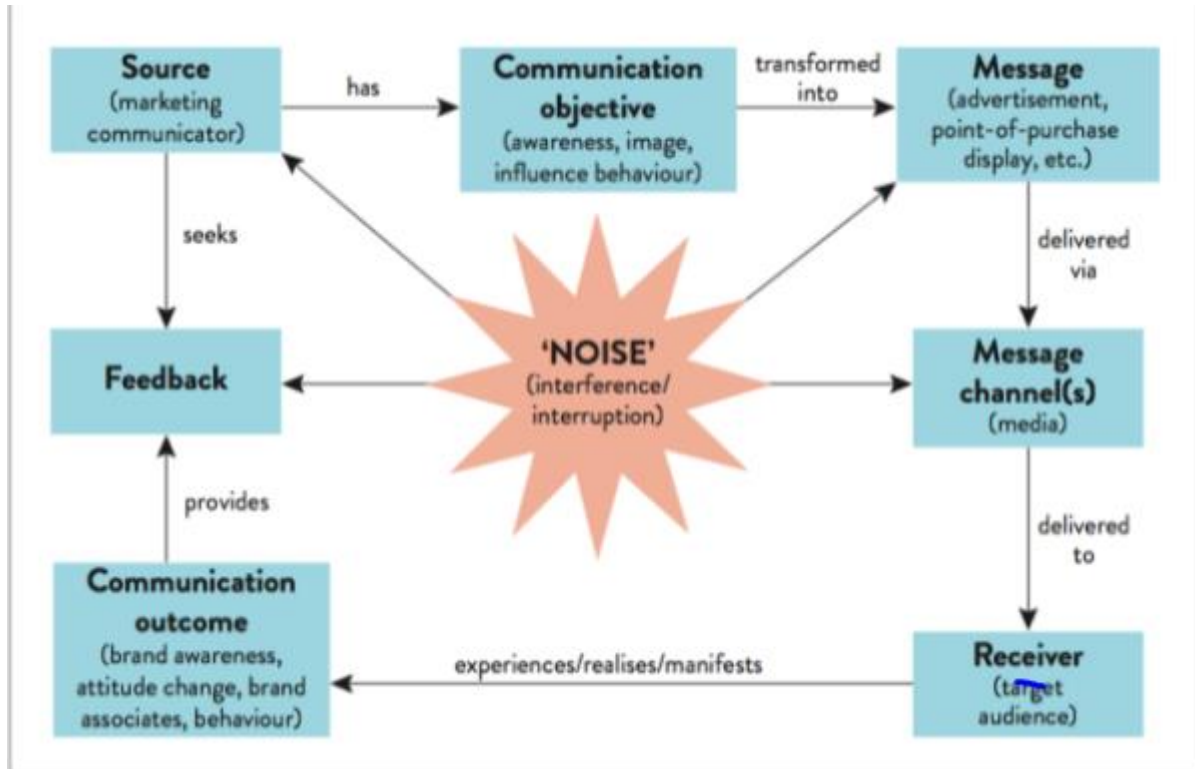 Source
(marketing
communicator)
has
Communication
objective
(awareness, image,
influence behaviour)
transformed
into
Message
(advertisement,
point-of-purchase
display, etc.)
seeks
delivered
via
Feedback
'NOISE'
(interference/
interruption)
Message
channel(s)
(media)
provides
delivered
to
Communication
outcome
(brand awareness,
attitude change, brand
associates, behaviour)
experiences/realises/manifests
Receiver
(target
audience)